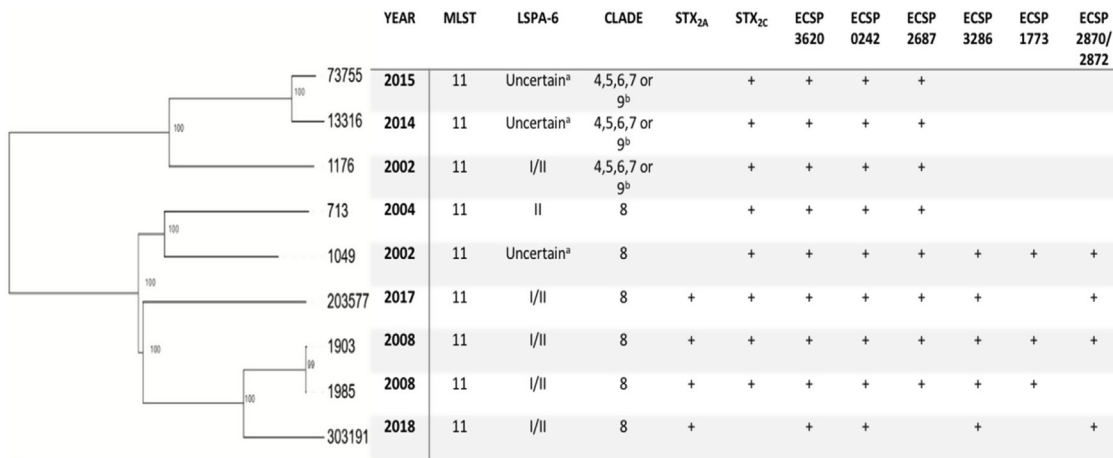 YEAR MLST LSPA-6 CLADE STX2A STX2C ECSP 3620 ECSP 0242 ECSP 2687 ECSP 3286 ECSP 1773 ECSP 2870/2872
73755 2015 11 Uncertainᵃ 4,5,6,7 or 9ᵇ + + + +
13316 2014 11 Uncertainᵃ 4,5,6,7 or 9ᵇ + + + +
1176 2002 11 I/II 4,5,6,7 or 9ᵇ + + + +
713 2004 11 II 8 + + + +
1049 2002 11 Uncertainᵃ 8 + + + + + + +
203577 2017 11 I/II 8 + + + + + + +
1903 2008 11 I/II 8 + + + + + + + +
1985 2008 11 I/II 8 + + + + + + +
303191 2018 11 I/II 8 + + + + +
100
100
100
100
100
99
100